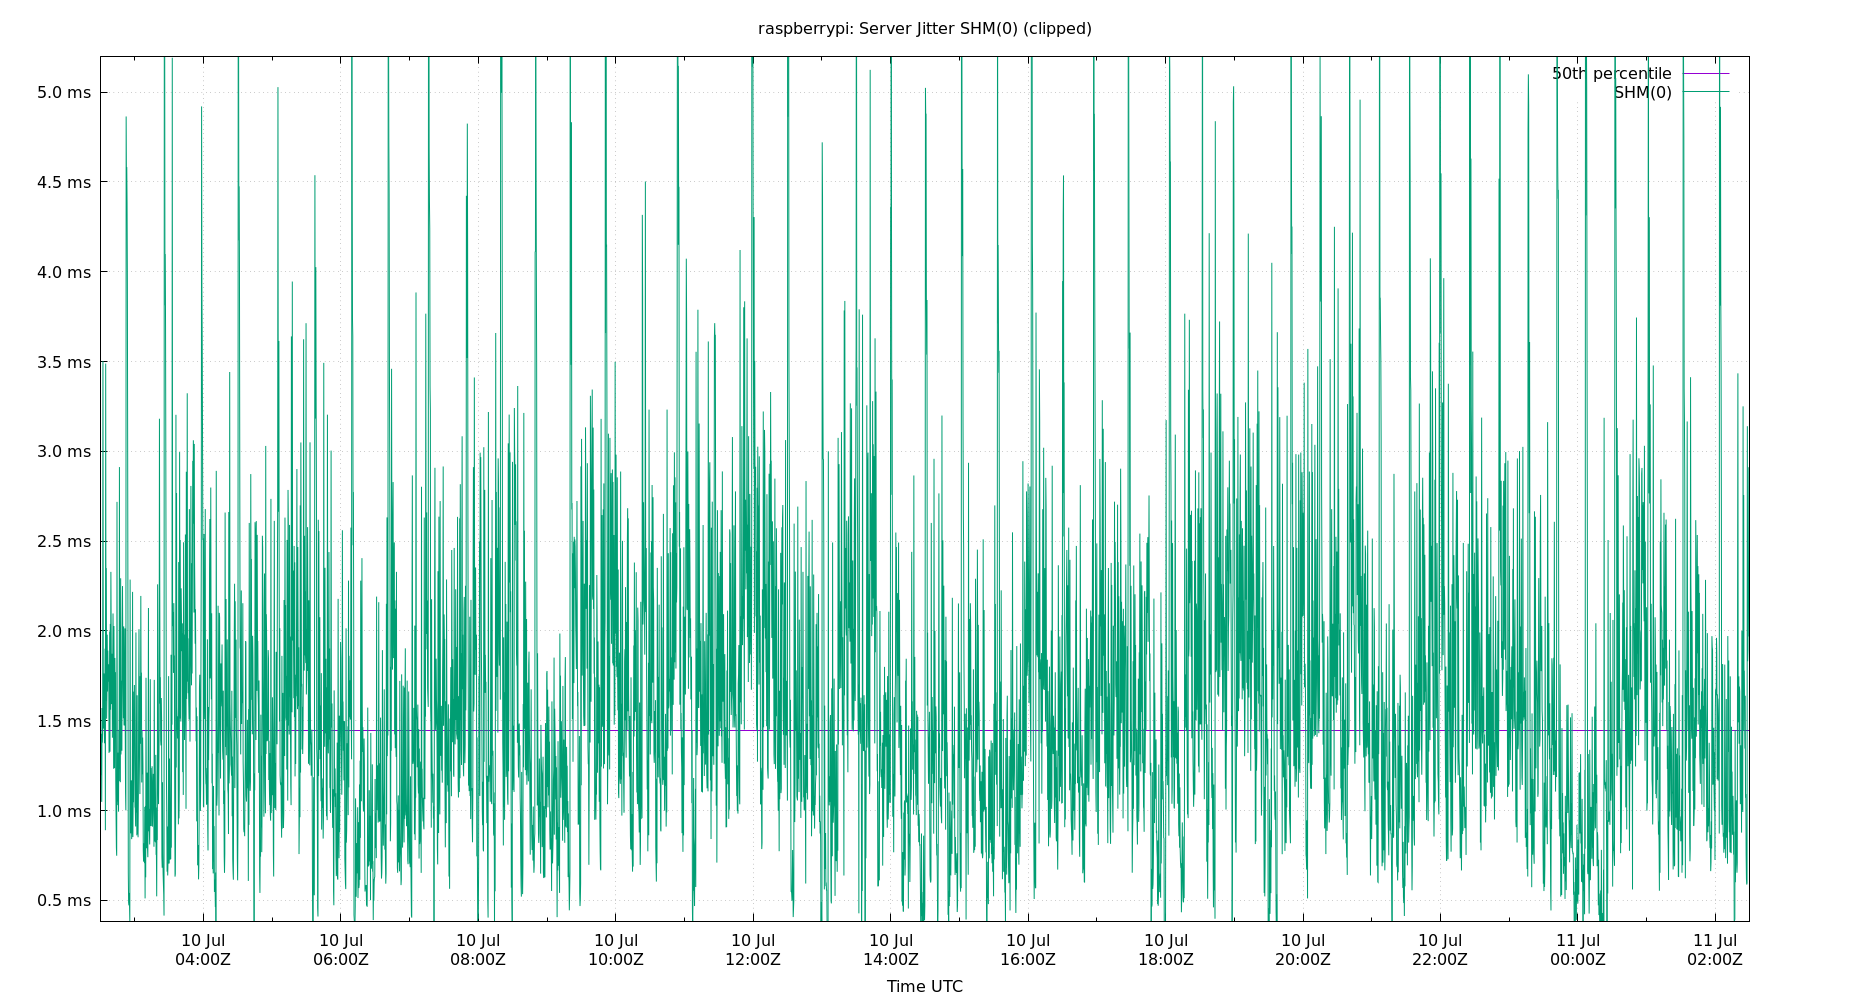 raspberrypi: Server Jitter SHM(0) (clipped)
50th percentile
SHM(0)
5.0 ms
4.5 ms
4.0 ms
3.5 ms
3.0 ms
2.5 ms
2.0 ms
1.5 ms
1.0 ms
0.5 ms
10 Jul 10 Jul 10 Jul 10 Jul 10 Jul 10 Jul 10 Jul 10 Jul 10 Jul 10 Jul 11 Jul 11 Jul
04:00Z 06:00Z 08:00Z 10:00Z 12:00Z 14:00Z 16:00Z 18:00Z 20:00Z 22:00Z 00:00Z 02:00Z
Time UTC